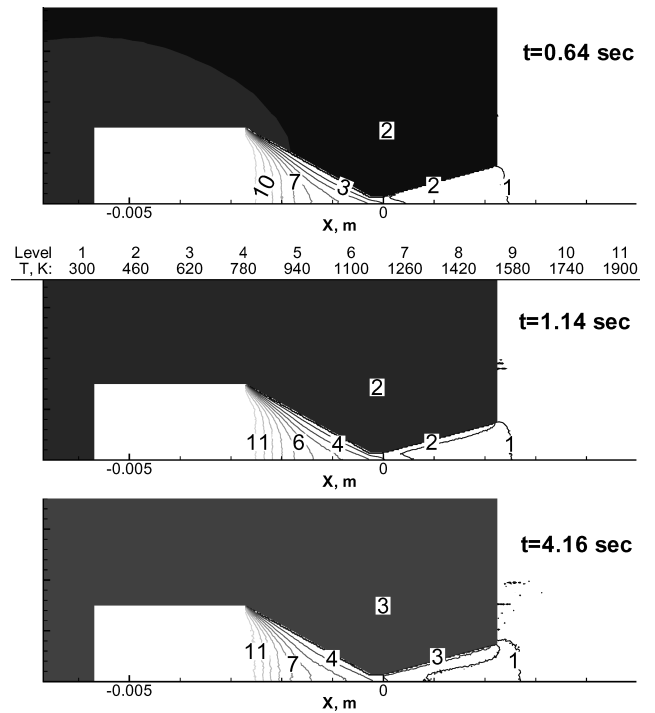 t=0.64 sec
2
10 7 3 2 1
-0.005 0
X, m
Level 1 2 3 4 5 6 7 8 9 10 11
T, K: 300 460 620 780 940 1100 1260 1420 1580 1740 1900
t=1.14 sec
2
11 6 4 2 1
-0.005 0
X, m
t=4.16 sec
3
11 7 4 3 1
-0.005 0
X, m